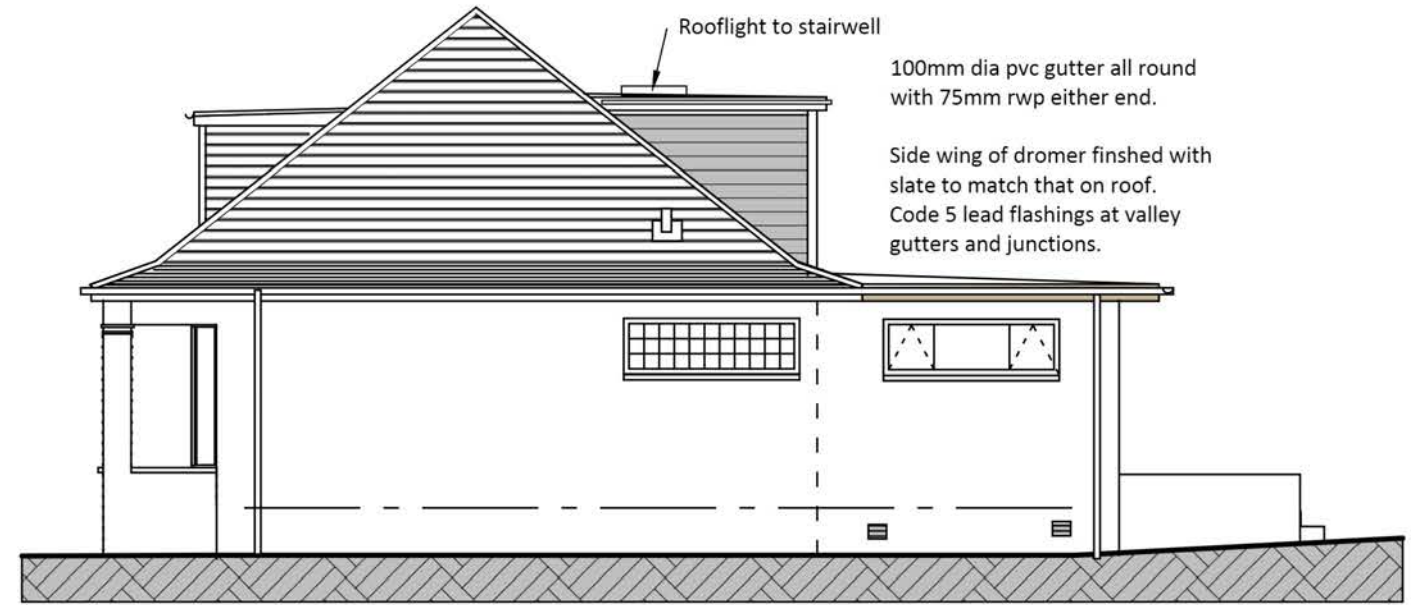 Rooflight to stairwell
100mm dia pvc gutter all round
with 75mm rwp either end.
Side wing of dromer finshed with
slate to match that on roof.
Code 5 lead flashings at valley
gutters and junctions.